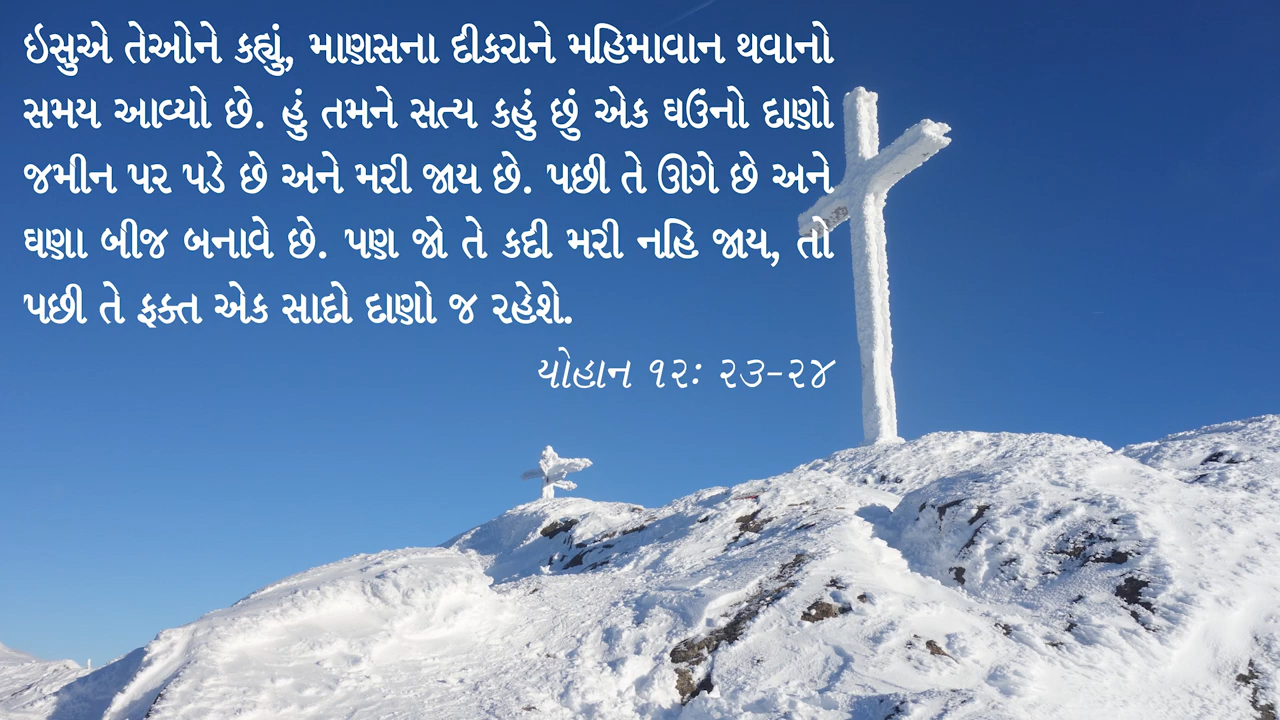 ઇસુએ તેઓને કહ્યું, માણસના દીકરાને મહિમાવાન થવાનો
સમય આવ્યો છે. હું તમને સત્ય કહું છું એક ઘઉંનો દાણો
જમીન પર પડે છે અને મરી જાય છે. પછી તે ઊગે છે અને
ઘણા બીજ બનાવે છે. પણ જો તે કદી મરી નહિ જાય, તો
પછી તે ફક્ત એક સાદો દાણો જ રહેશે.
યોહાન ૧૨: ૨૩-૨૪